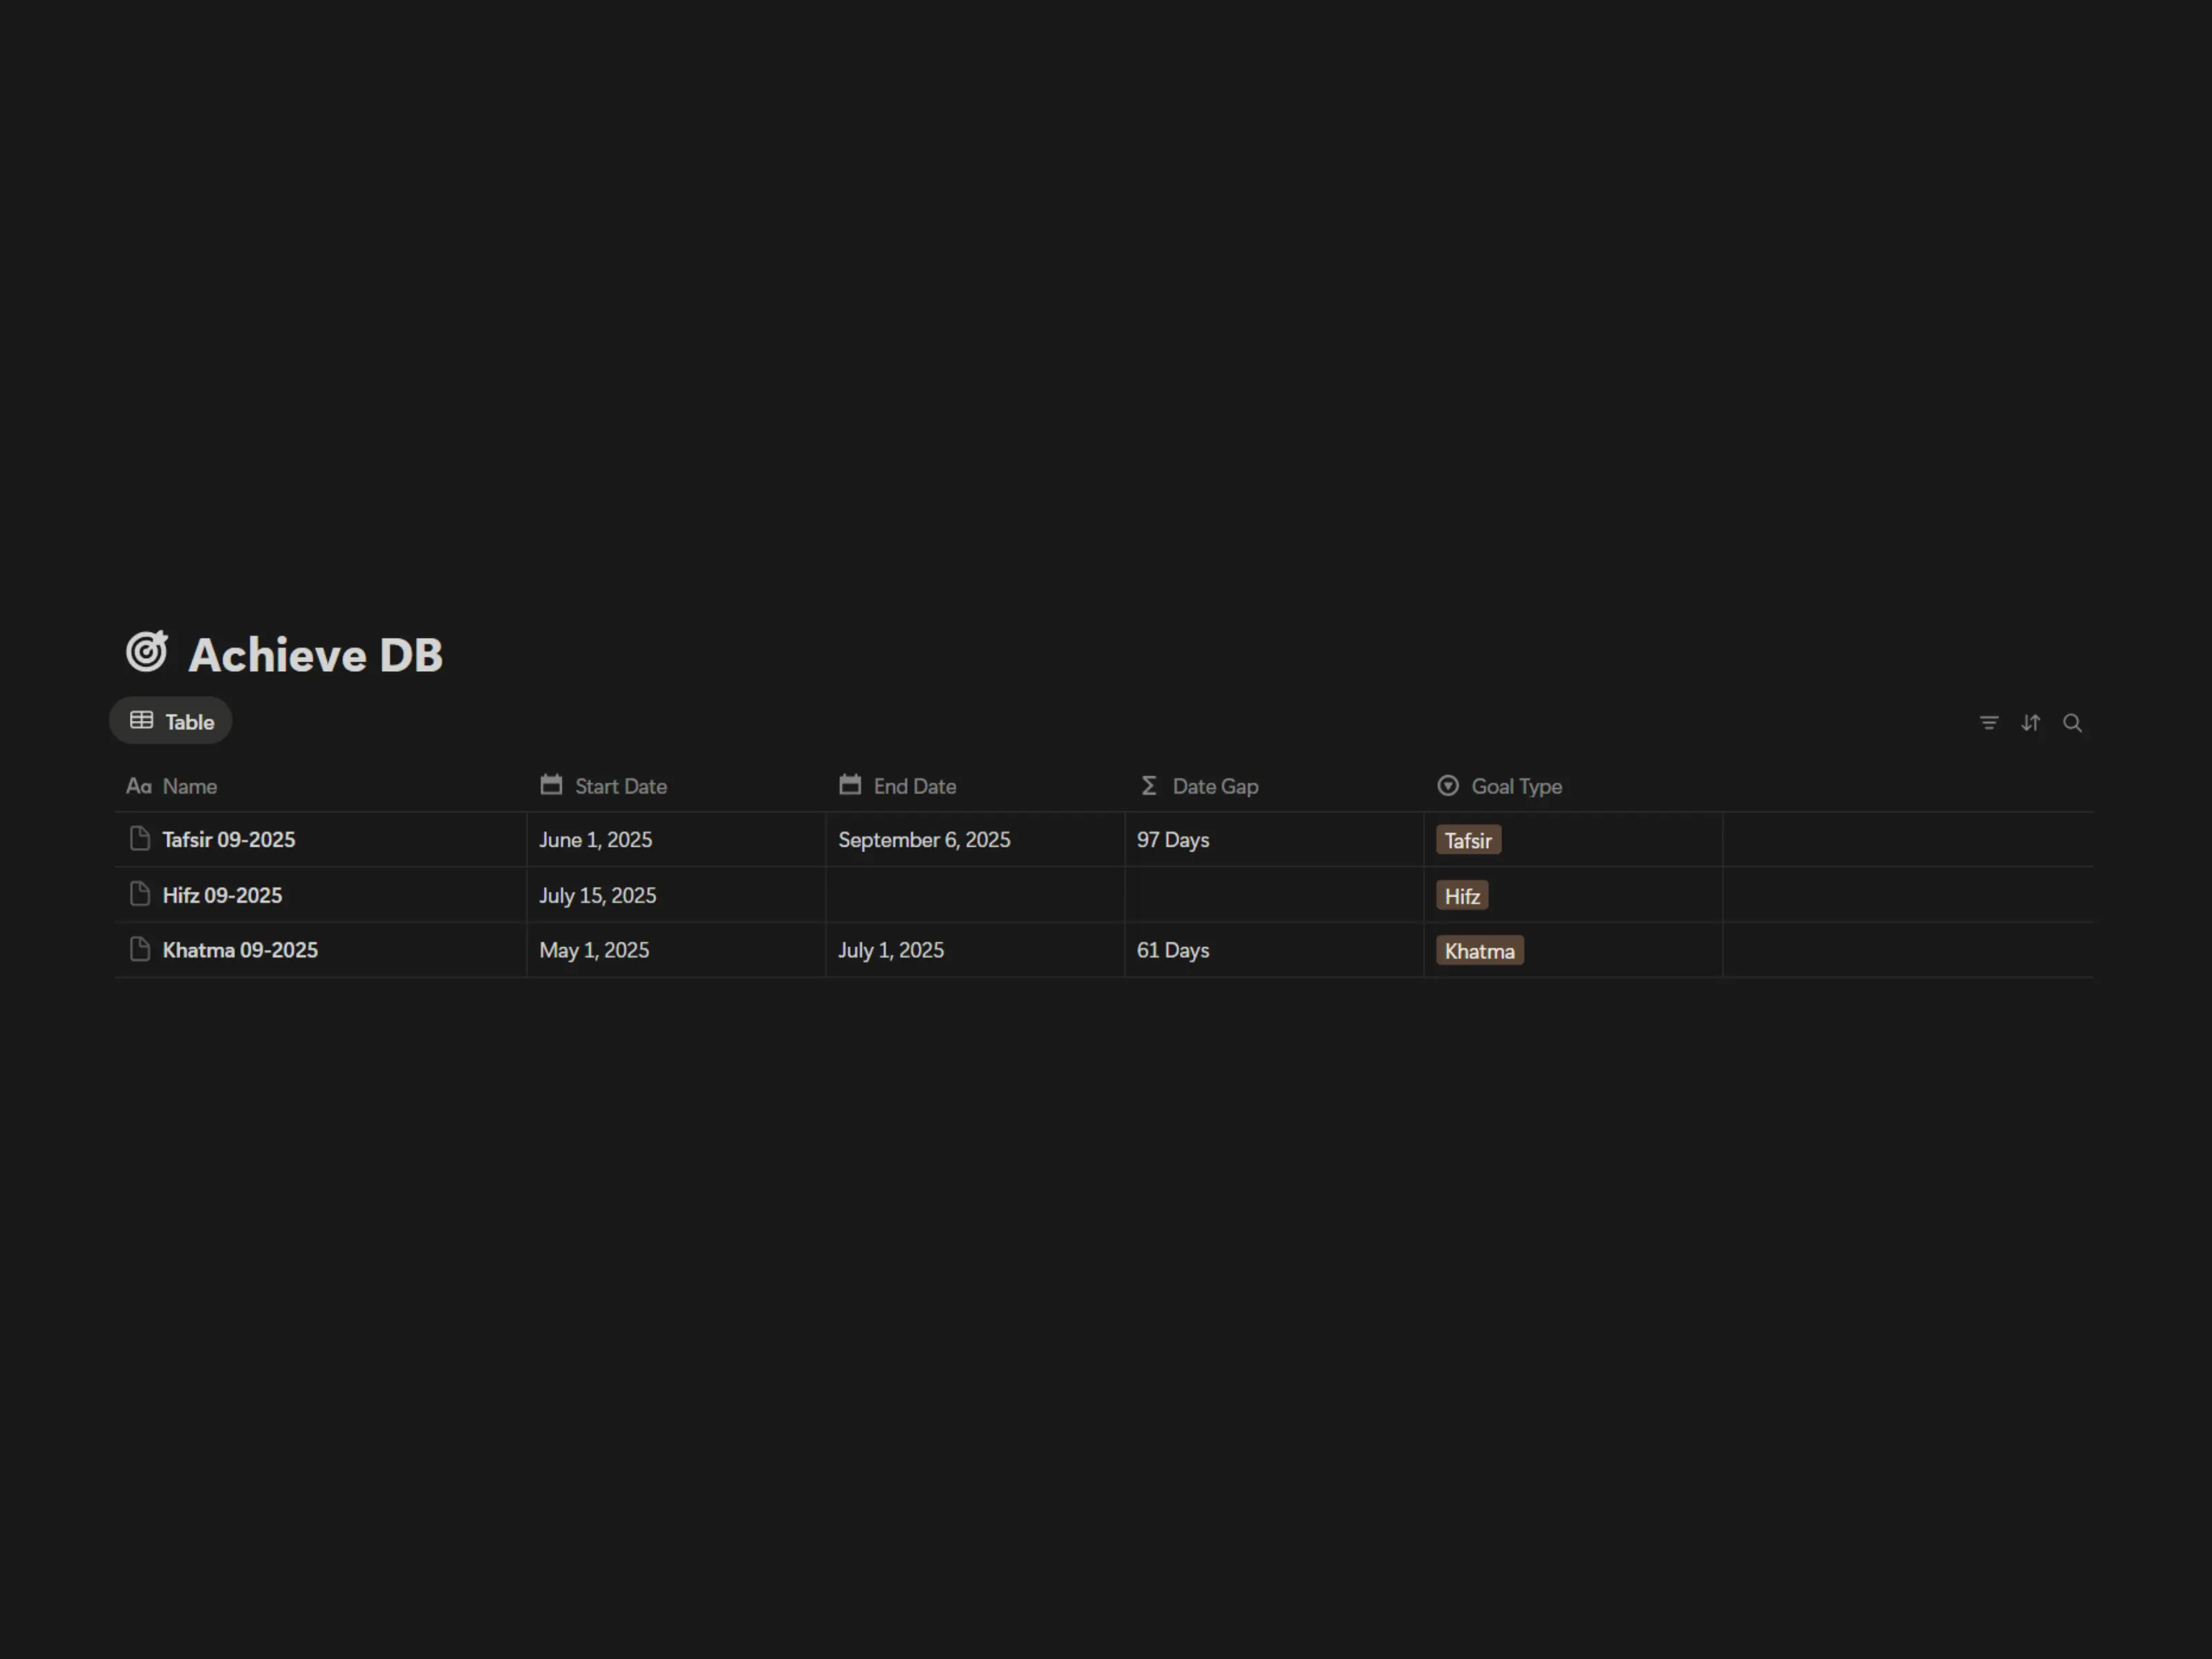 Achieve DB
Table
Aa Name Start Date End Date Σ Date Gap Goal Type
Tafsir 09-2025 June 1, 2025 September 6, 2025 97 Days Tafsir
Hifz 09-2025 July 15, 2025 Hifz
Khatma 09-2025 May 1, 2025 July 1, 2025 61 Days Khatma